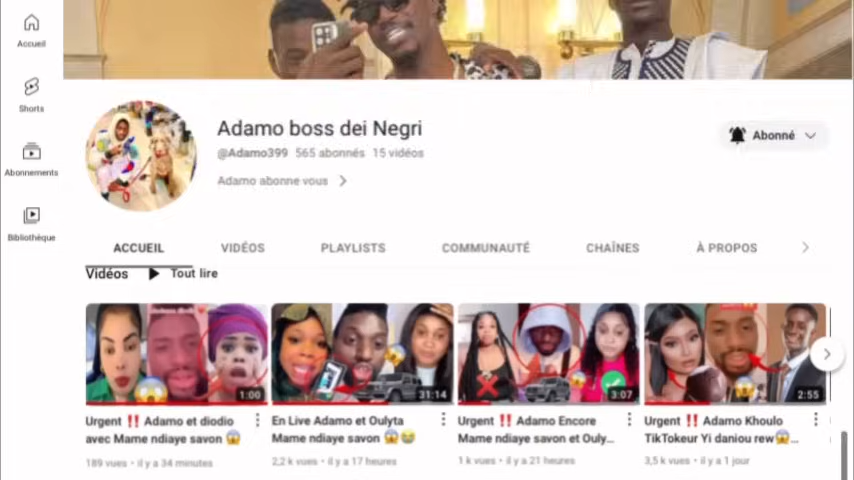 Accueil
Shorts
Abonnements
Bibliothèque
Adamo boss dei Negri
@Adamo399 565 abonnés 15 vidéos
Adamo abonne vous
Abonné
ACCUEIL VIDÉOS PLAYLISTS COMMUNAUTÉ CHAÎNES À PROPOS
Vidéos Tout lire
1:00
31:14
3:07
2:55
Urgent ‼️ Adamo et diodio
avec Mame ndiaye savon 😱
189 vues • il y a 34 minutes
En Live Adamo et Oulyta
Mame ndiaye savon 😱😭
2,2 k vues • il y a 17 heures
Urgent ‼️ Adamo Encore
Mame ndiaye savon et Ouly...
1 k vues • il y a 21 heures
Urgent ‼️ Adamo Khoulo
TikTokeur Yi daniou rew😱...
3,5 k vues • il y a 1 jour